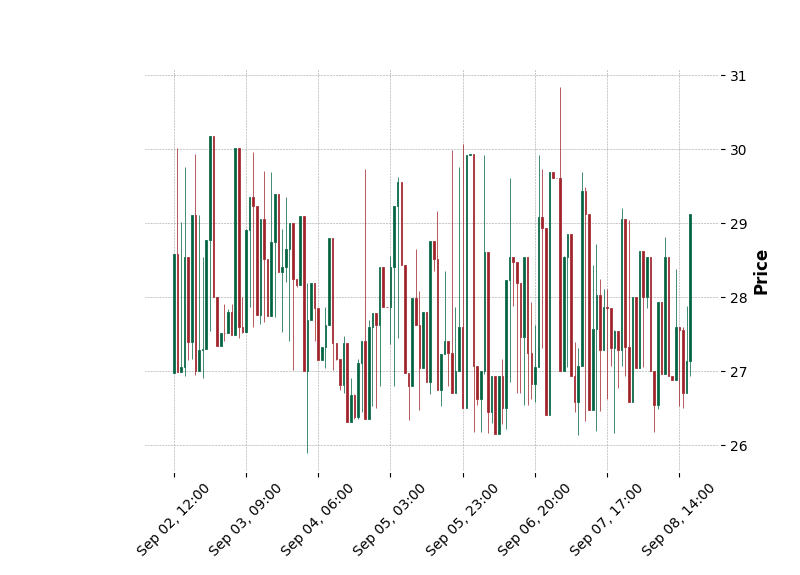 31
30
29
28
27
26
Price
Sep 02, 12:00
Sep 03, 09:00
Sep 04, 06:00
Sep 05, 03:00
Sep 05, 23:00
Sep 06, 20:00
Sep 07, 17:00
Sep 08, 14:00